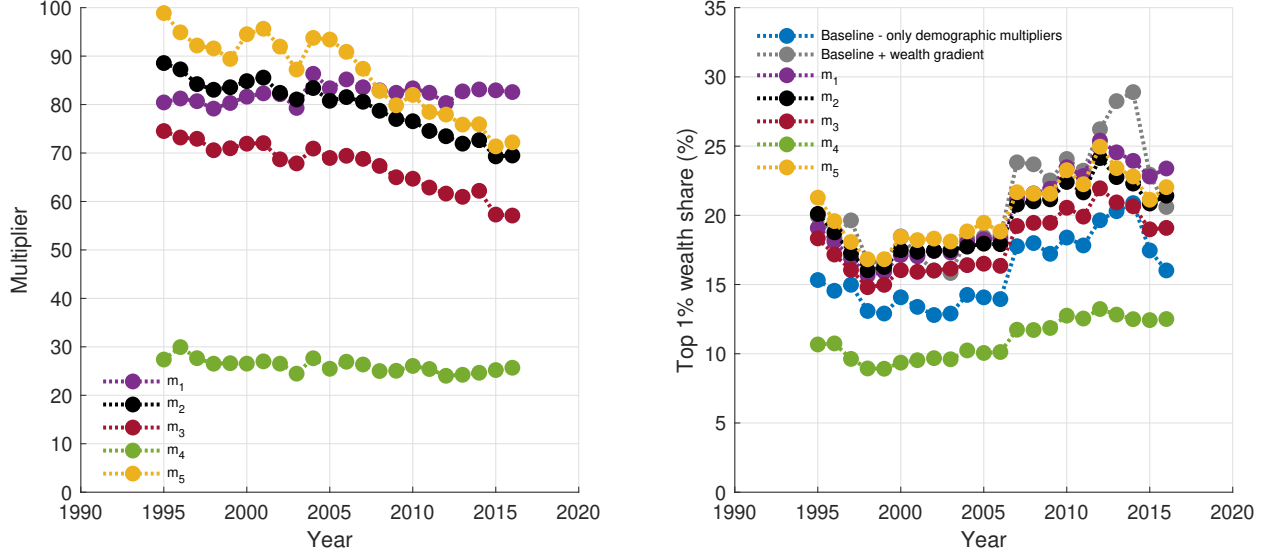 100
90
80
70
60
50
40
30
20
10
0
Multiplier
m1
m2
m3
m4
m5
1990 1995 2000 2005 2010 2015 2020
Year
35
30
25
20
15
10
5
0
Top 1% wealth share (%)
Baseline - only demographic multipliers
Baseline + wealth gradient
m1
m2
m3
m4
m5
1990 1995 2000 2005 2010 2015 2020
Year